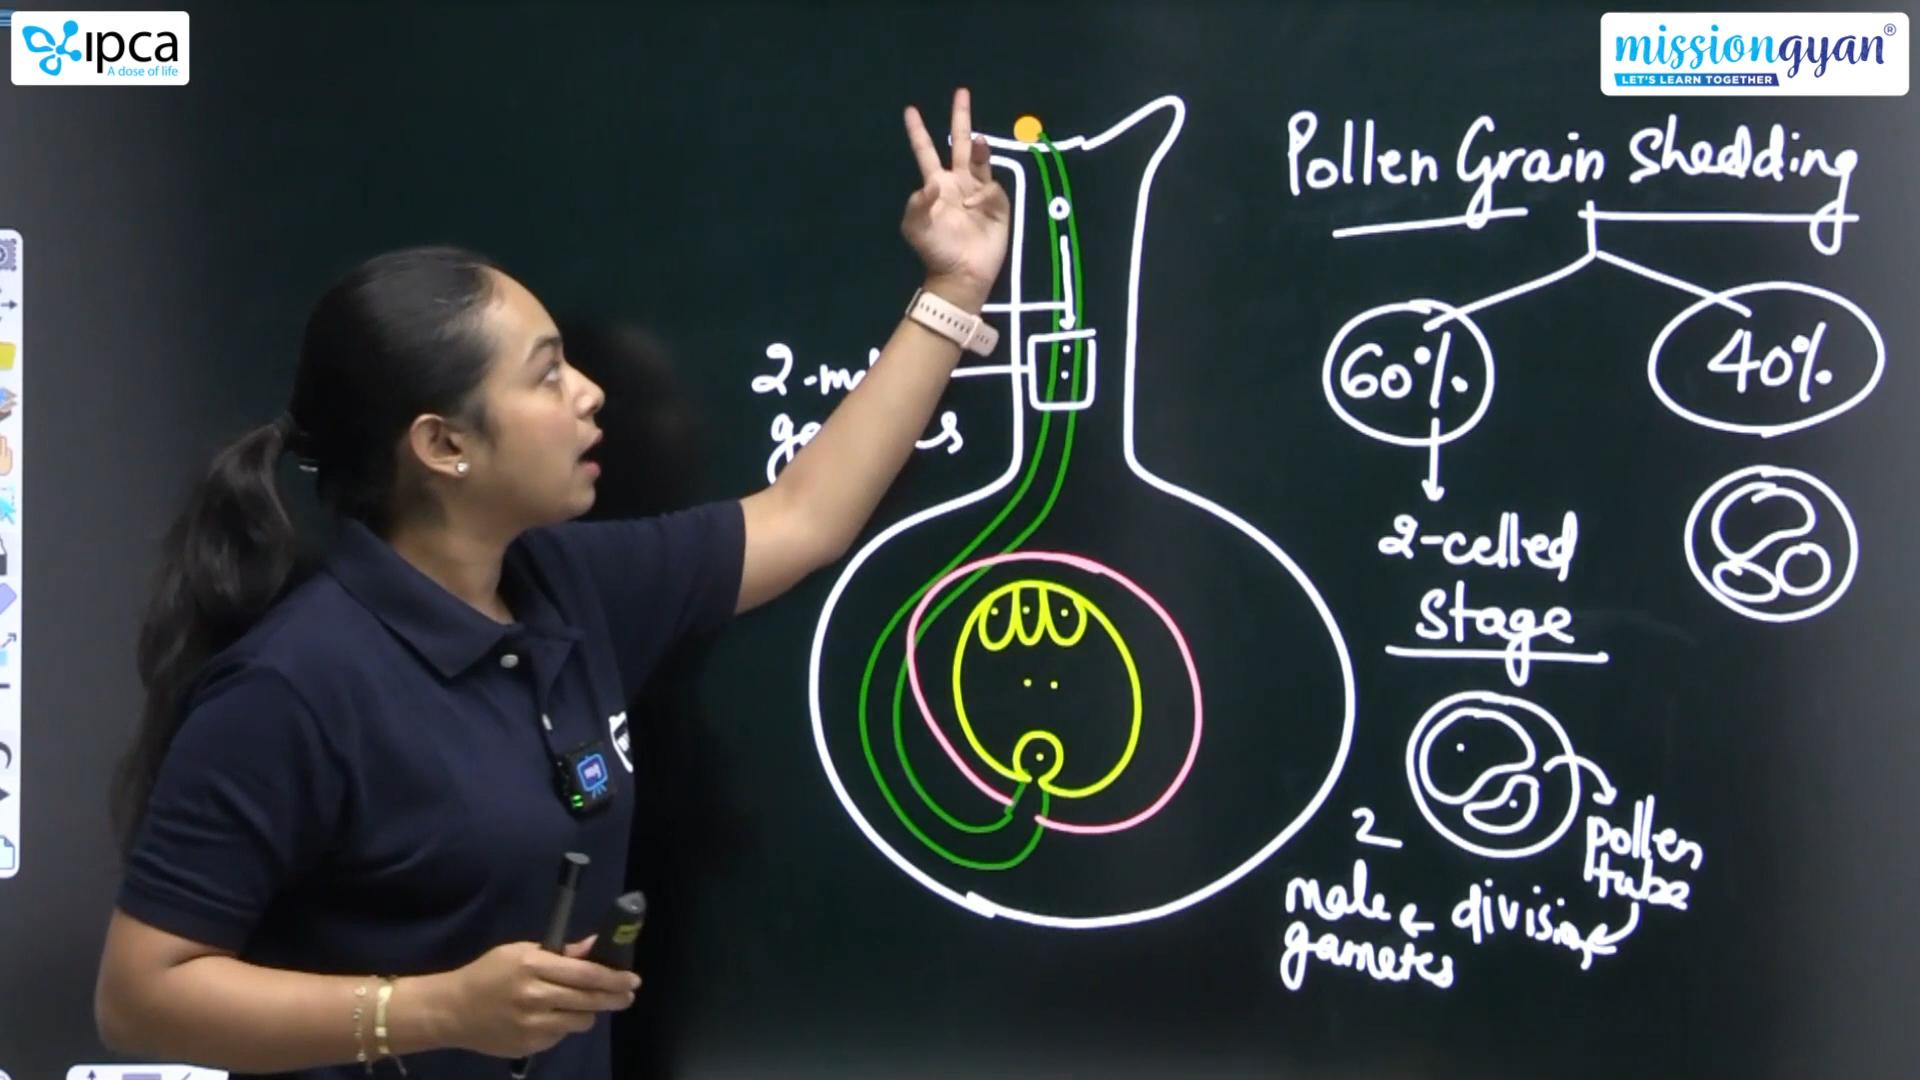 ipca
A dose of life
missiongyan®
LET'S LEARN TOGETHER
Pollen Grain Shedding
60%
40%
2-celled
stage
pollen
tube
division
2
male
gametes
2-m